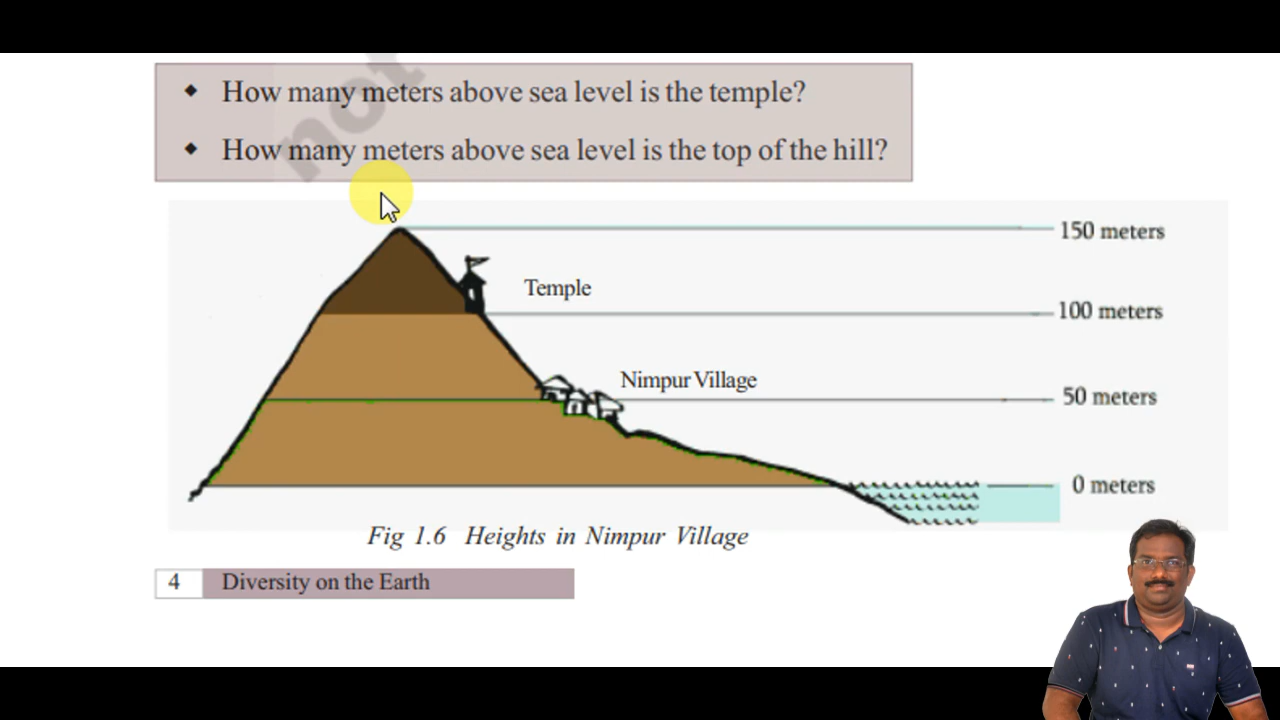 ◆ How many meters above sea level is the temple?
◆ How many meters above sea level is the top of the hill?
not
150 meters
Temple
100 meters
Nimpur Village
50 meters
0 meters
Fig 1.6 Heights in Nimpur Village
4 Diversity on the Earth